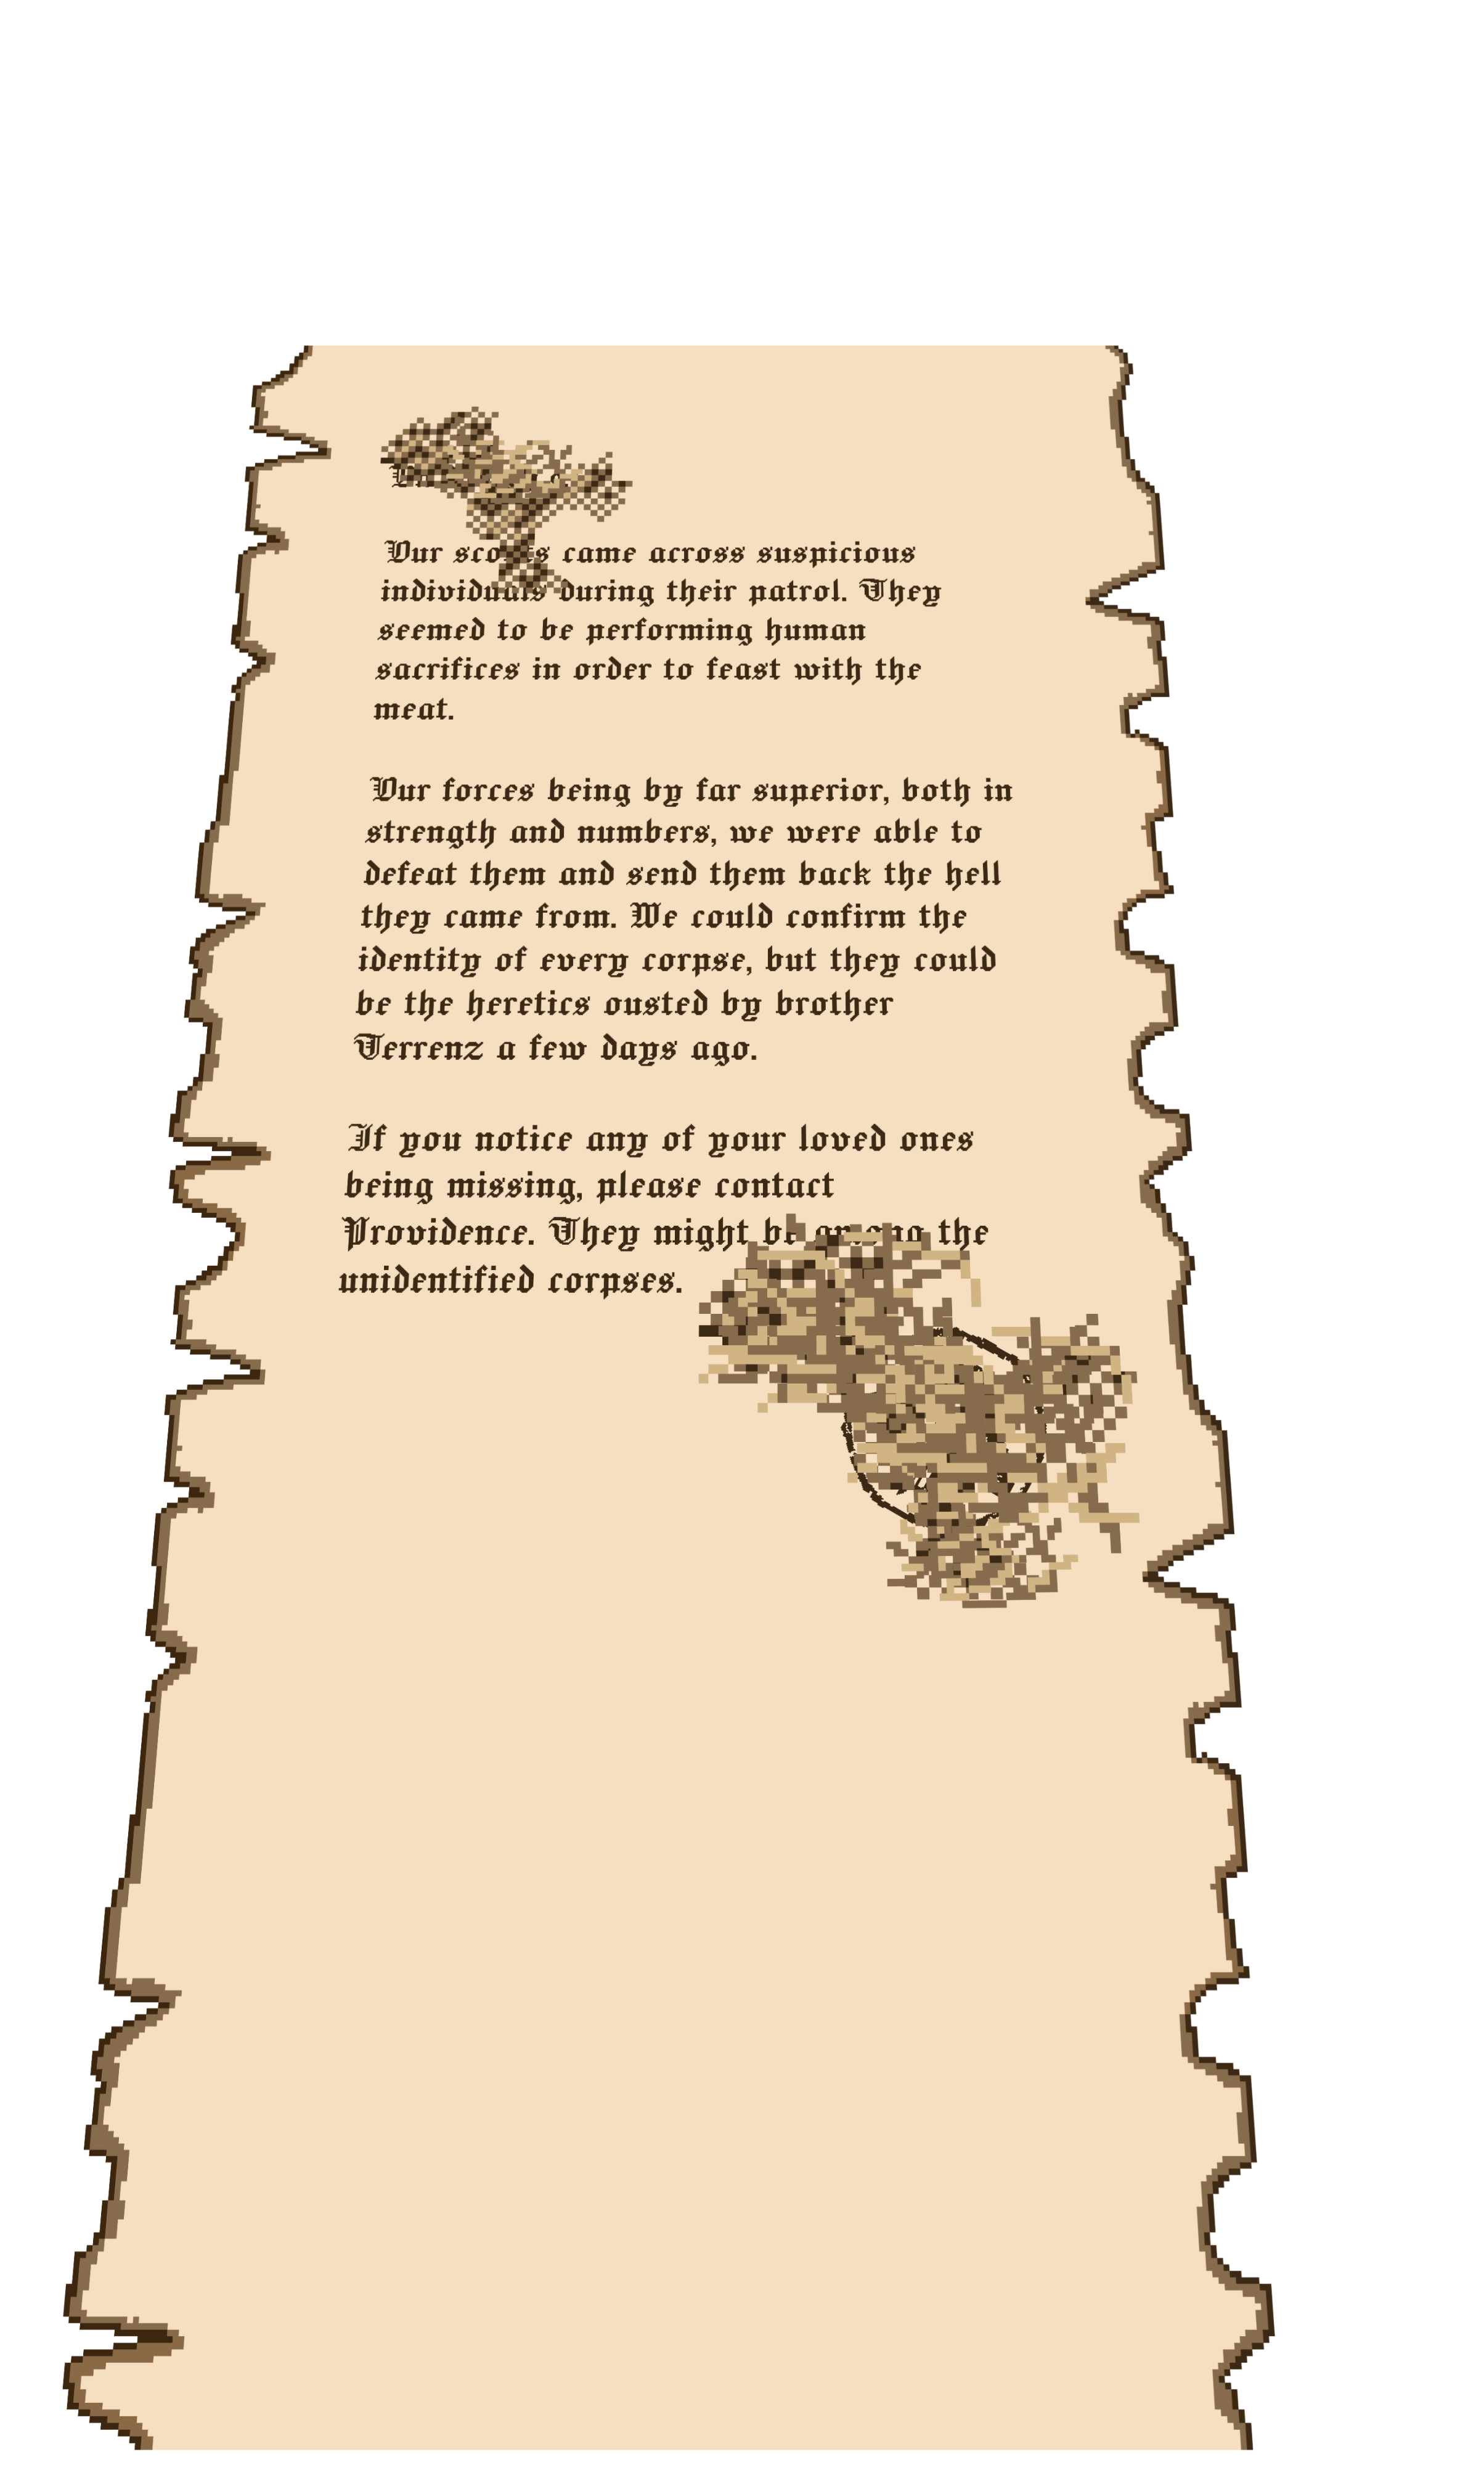 Our scouts came across suspicious
individuals during their patrol. They
seemed to be performing human
sacrifices in order to feast with the
meat.
Our forces being by far superior, both in
strength and numbers, we were able to
defeat them and send them back the hell
they came from. We could confirm the
identity of every corpse, but they could
be the heretics ousted by brother
Terrenz a few days ago.
If you notice any of your loved ones
being missing, please contact
Providence. They might be among the
unidentified corpses.